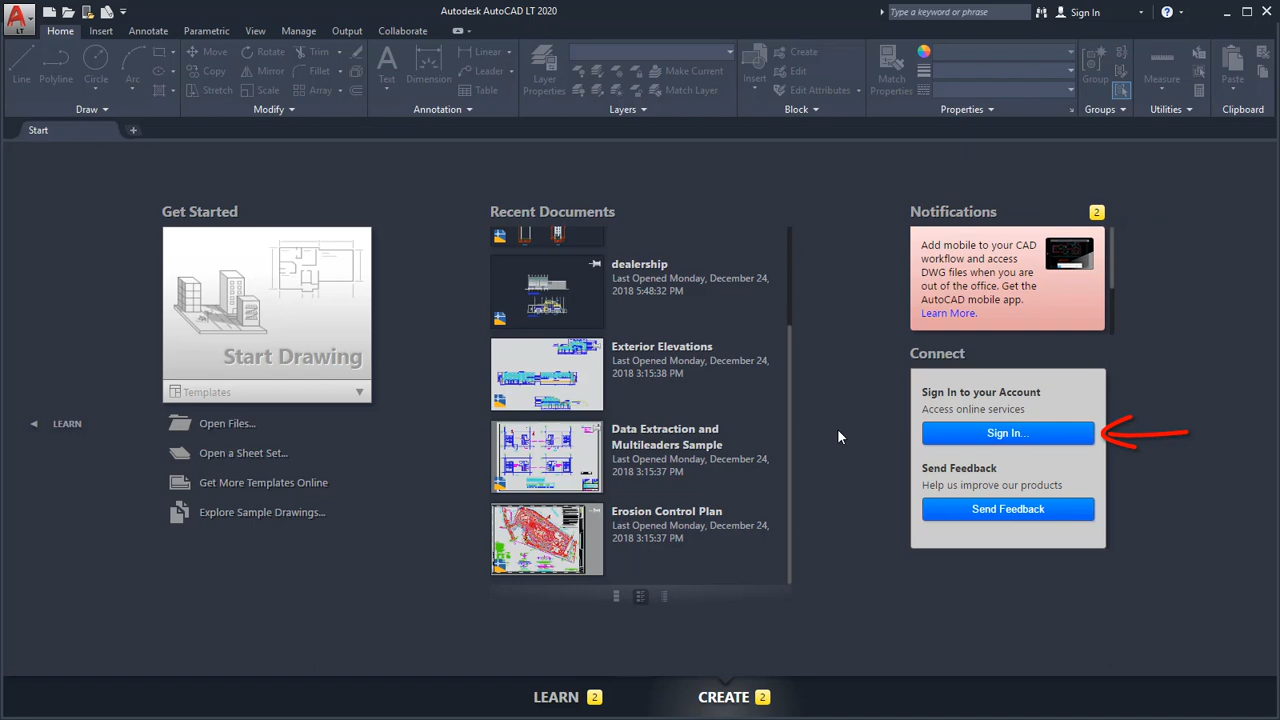 Autodesk AutoCAD LT 2020
Type a keyword or phrase
Sign In
LT
Home Insert Annotate Parametric View Manage Output Collaborate
Line Polyline Circle Arc
Move Rotate Trim
Copy Mirror Fillet
Stretch Scale Array
Text Dimension
Linear
Leader
Table
Layer Properties
Make Current
Match Layer
Insert
Create
Edit
Edit Attributes
Match Properties
Group
Measure
Paste
Draw Modify Annotation Layers Block Properties Groups Utilities Clipboard
Start
Get Started
Start Drawing
Templates
Open Files...
Open a Sheet Set...
Get More Templates Online
Explore Sample Drawings...
LEARN
Recent Documents
dealership
Last Opened Monday, December 24,
2018 5:48:32 PM
Exterior Elevations
Last Opened Monday, December 24,
2018 3:15:38 PM
Data Extraction and
Multileaders Sample
Last Opened Monday, December 24,
2018 3:15:37 PM
Erosion Control Plan
Last Opened Monday, December 24,
2018 3:15:37 PM
Notifications 2
Add mobile to your CAD
workflow and access
DWG files when you are
out of the office. Get the
AutoCAD mobile app.
Learn More.
Connect
Sign In to your Account
Access online services
Sign In...
Send Feedback
Help us improve our products
Send Feedback
LEARN 2 CREATE 2